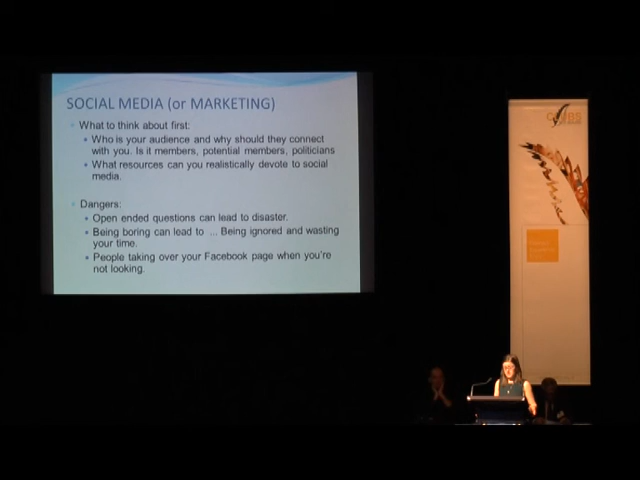 SOCIAL MEDIA (or MARKETING)
What to think about first:
Who is your audience and why should they connect
with you. Is it members, potential members, politicians
What resources can you realistically devote to social
media.
Dangers:
Open ended questions can lead to disaster.
Being boring can lead to ... Being ignored and wasting
your time.
People taking over your Facebook page when you're
not looking.